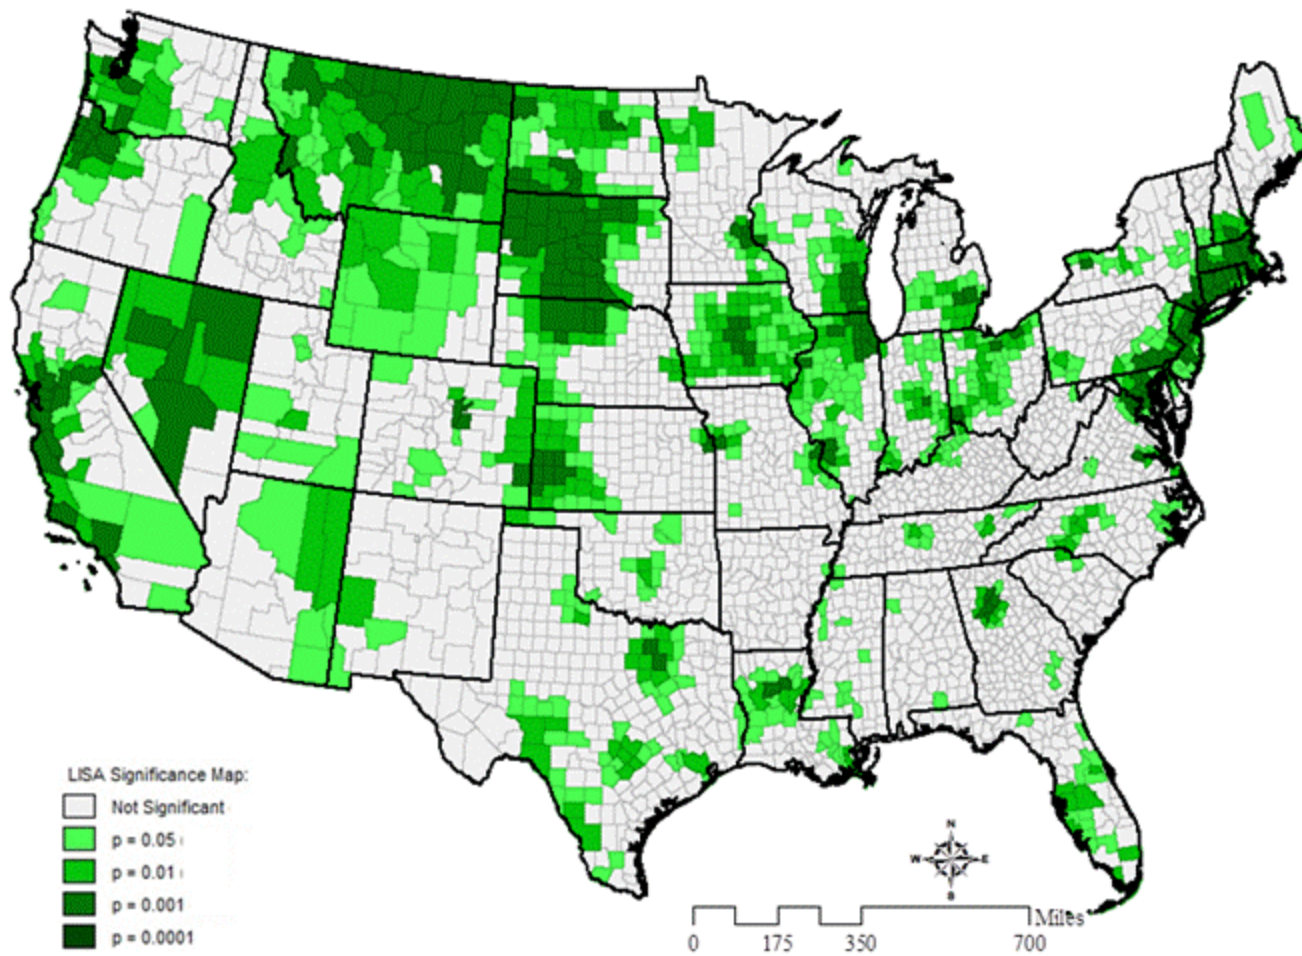 LISA Significance Map:
Not Significant
p = 0.05
p = 0.01
p = 0.001
p = 0.0001
N
W E
S
Miles
0 175 350 700